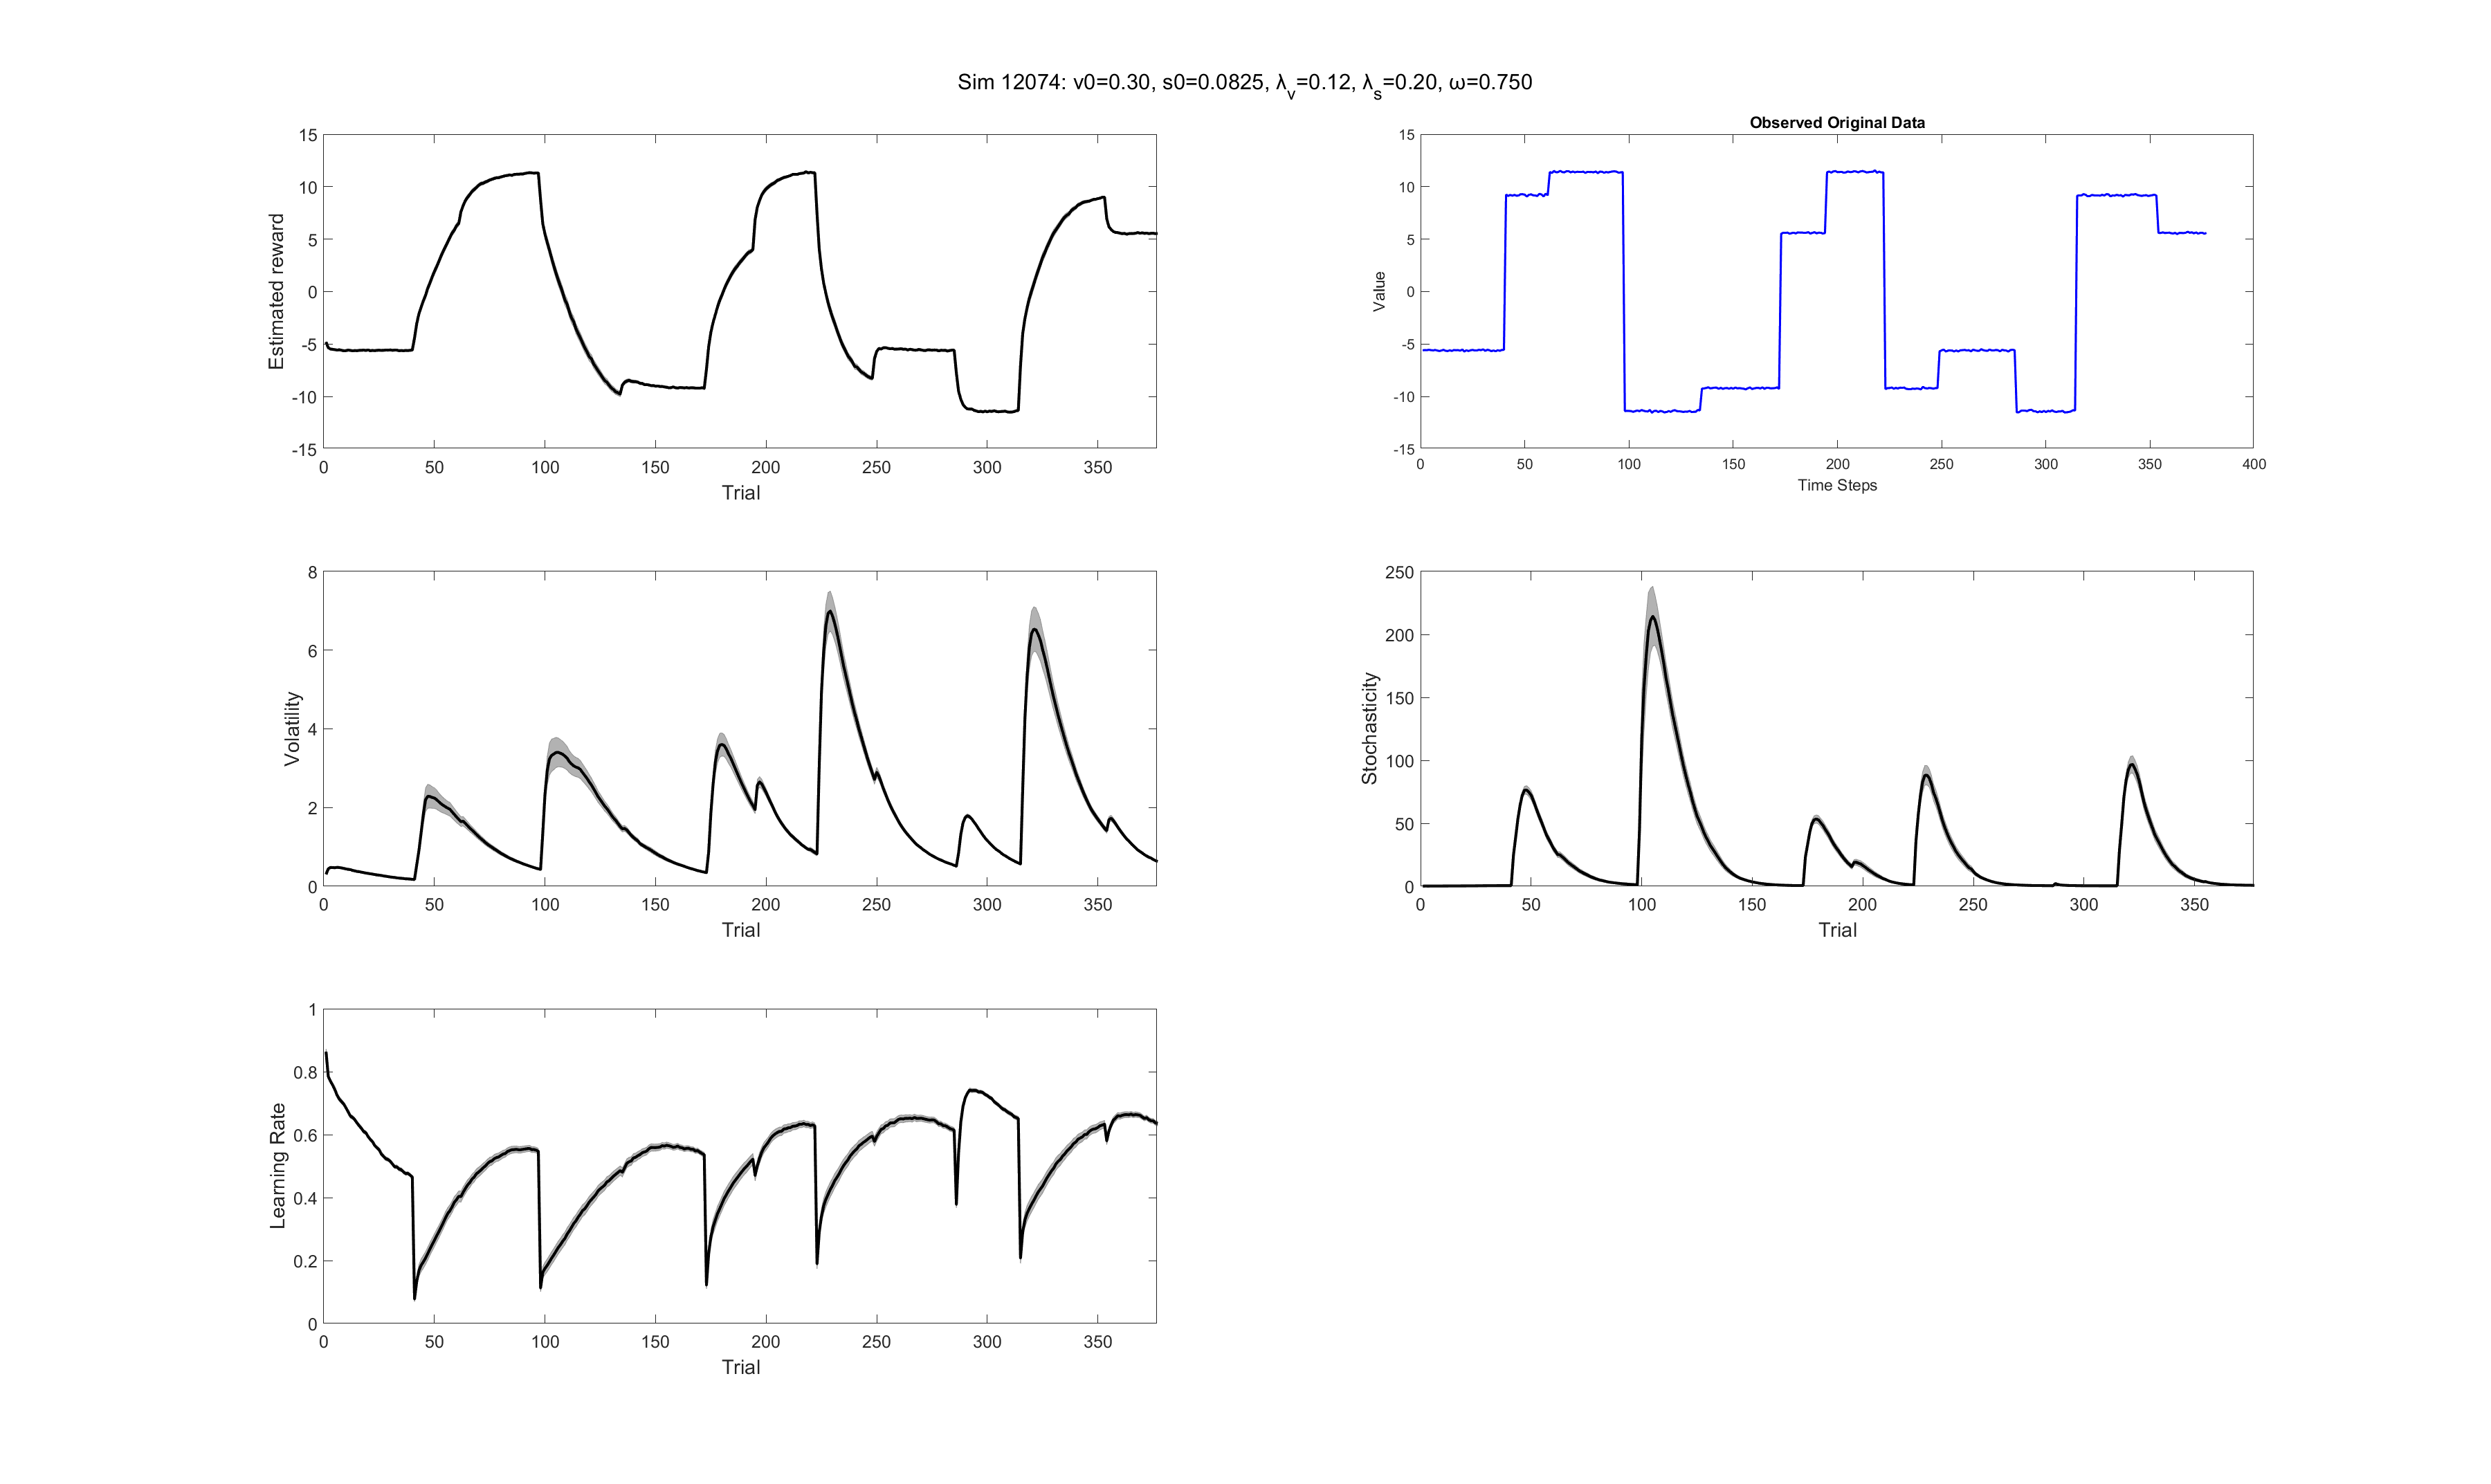 Sim 12074: v0=0.30, s0=0.0825, λv=0.12, λs=0.20, ω=0.750
15
10
5
0
-5
-10
-15
0 50 100 150 200 250 300 350
Estimated reward
Trial
Observed Original Data
15
10
5
0
-5
-10
-15
0 50 100 150 200 250 300 350 400
Value
Time Steps
8
6
4
2
0
0 50 100 150 200 250 300 350
Volatility
Trial
250
200
150
100
50
0
0 50 100 150 200 250 300 350
Stochasticity
Trial
1
0.8
0.6
0.4
0.2
0
0 50 100 150 200 250 300 350
Learning Rate
Trial